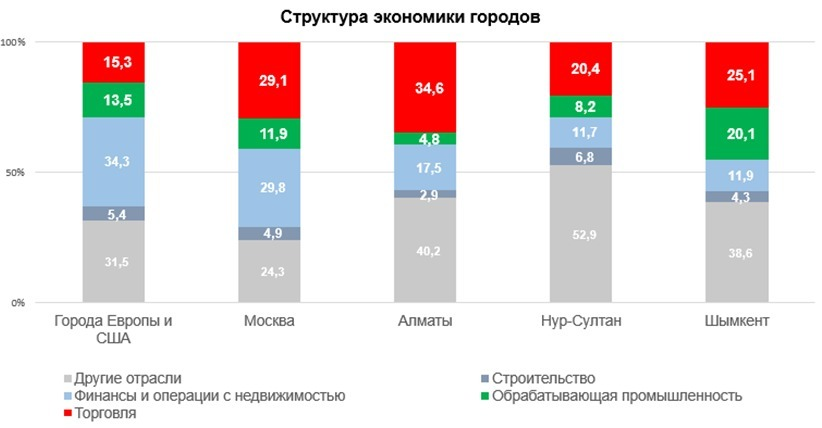 Структура экономики городов
100%
50%
0%
15,3
13,5
34,3
5,4
31,5
29,1
11,9
29,8
4,9
24,3
34,6
4,8
17,5
2,9
40,2
20,4
8,2
11,7
6,8
52,9
25,1
20,1
11,9
4,3
38,6
Города Европы и
США
Москва
Алматы
Нур-Султан
Шымкент
Другие отрасли
Строительство
Финансы и операции с недвижимостью
Обрабатывающая промышленность
Торговля